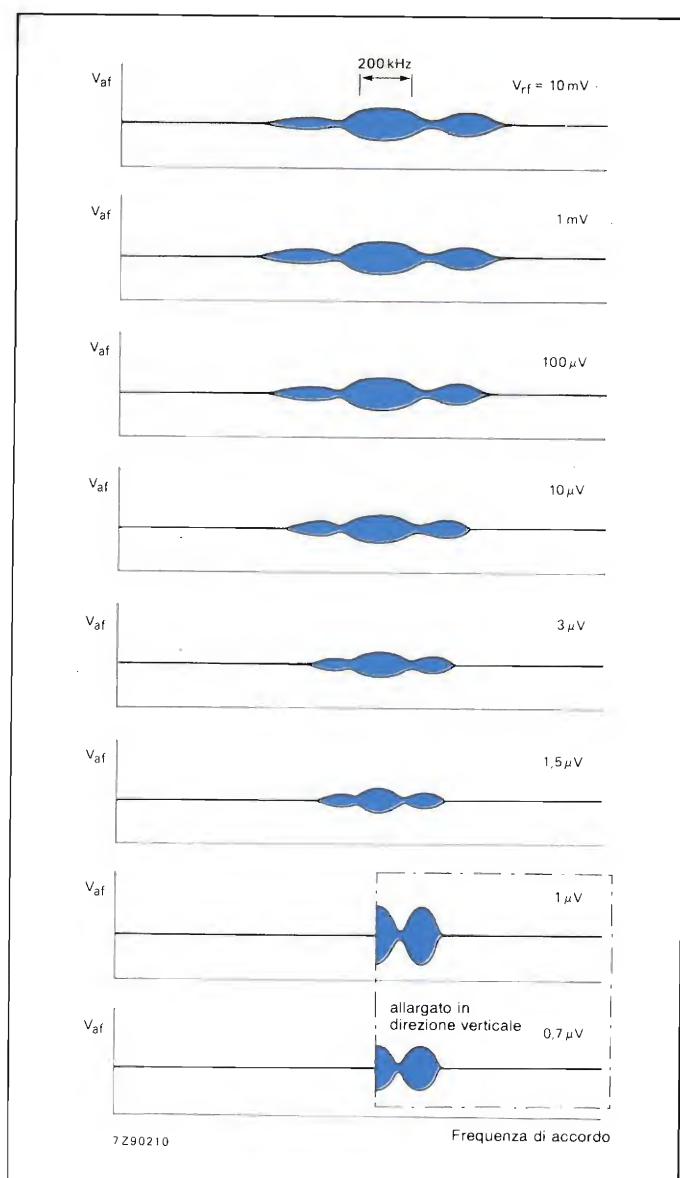 200 kHz
V_af
V_rf = 10 mV
V_af
1 mV
V_af
100 μV
V_af
10 μV
V_af
3 μV
V_af
1,5 μV
V_af
1 μV
allargato in
direzione verticale
V_af
0,7 μV
7Z90210
Frequenza di accordo